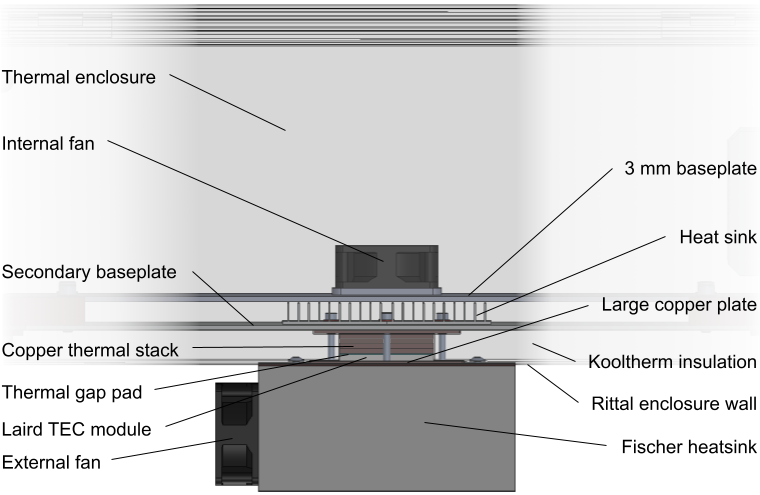 Thermal enclosure
Internal fan
3 mm baseplate
Heat sink
Secondary baseplate
Large copper plate
Copper thermal stack
Kooltherm insulation
Thermal gap pad
Rittal enclosure wall
Laird TEC module
Fischer heatsink
External fan